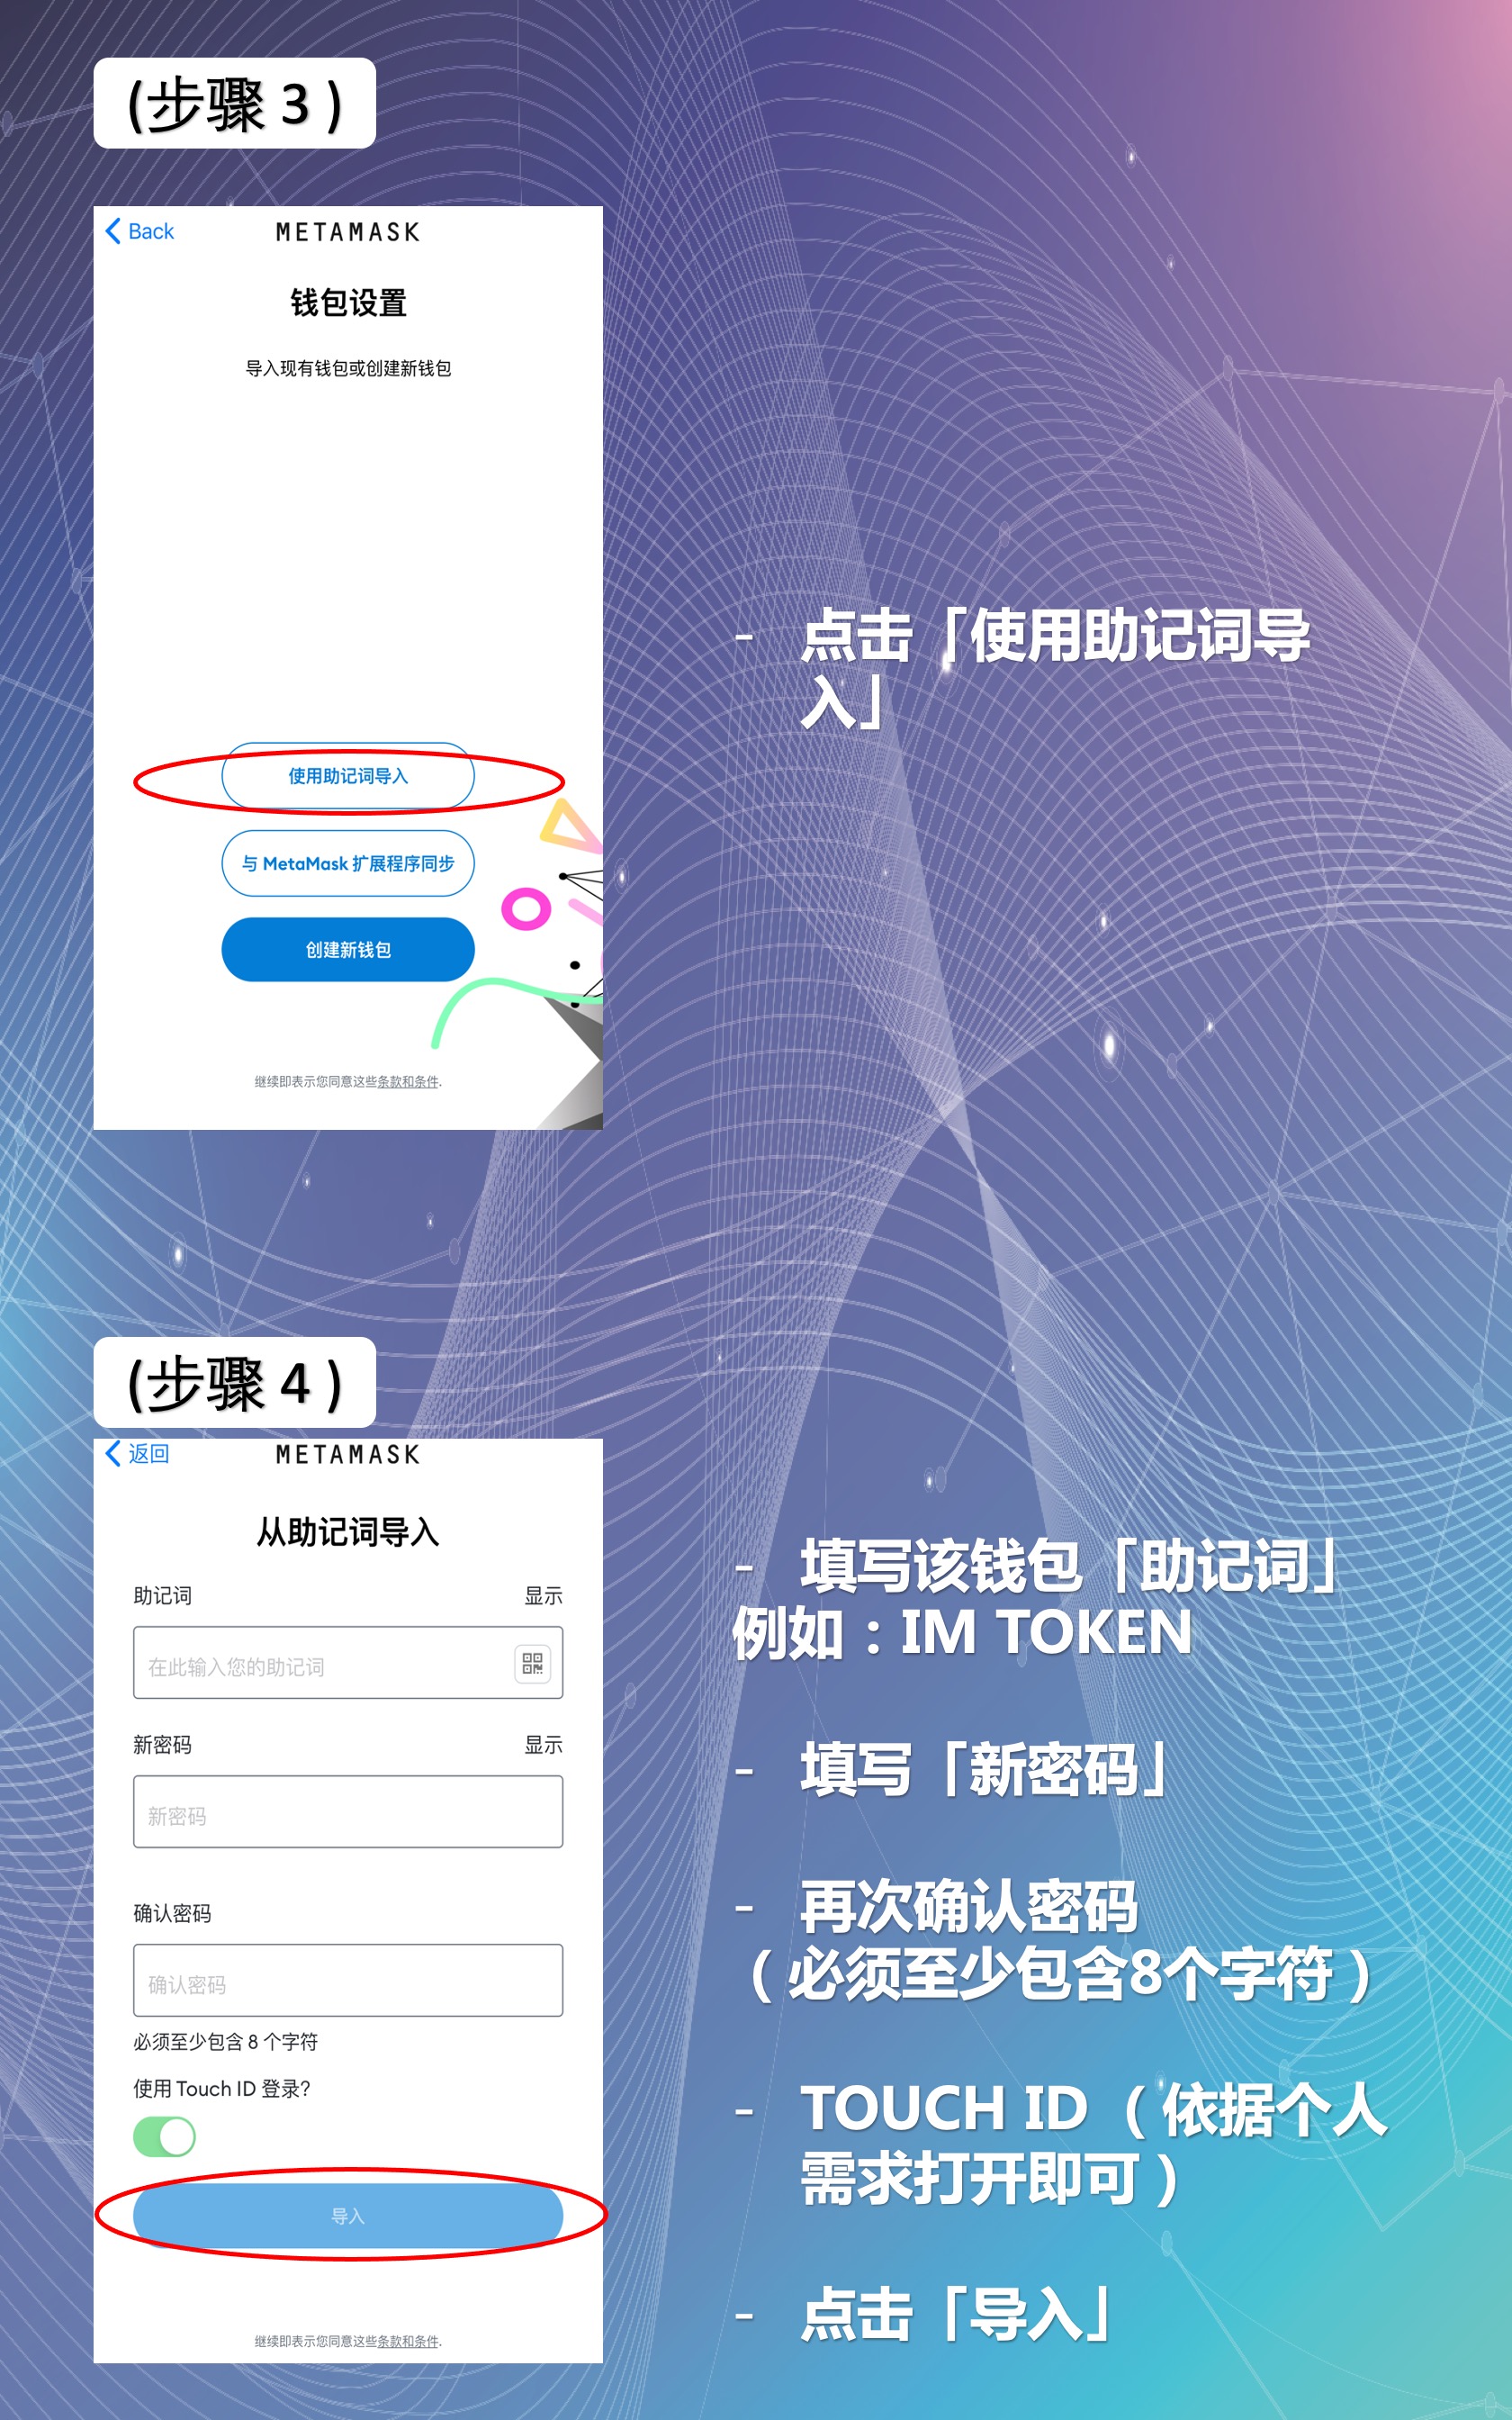 (步骤 3 )
Back
METAMASK
钱包设置
导入现有钱包或创建新钱包
使用助记词导入
与 MetaMask 扩展程序同步
创建新钱包
继续即表示您同意这些条款和条件.
- 点击「使用助记词导
入」
(步骤 4 )
返回
METAMASK
从助记词导入
助记词 显示
在此输入您的助记词
新密码 显示
新密码
确认密码
确认密码
必须至少包含 8 个字符
使用 Touch ID 登录?
导入
继续即表示您同意这些条款和条件.
- 填写该钱包「助记词」
例如：IM TOKEN
- 填写「新密码」
- 再次确认密码
（必须至少包含8个字符）
- TOUCH ID （依据个人
需求打开即可）
- 点击「导入」